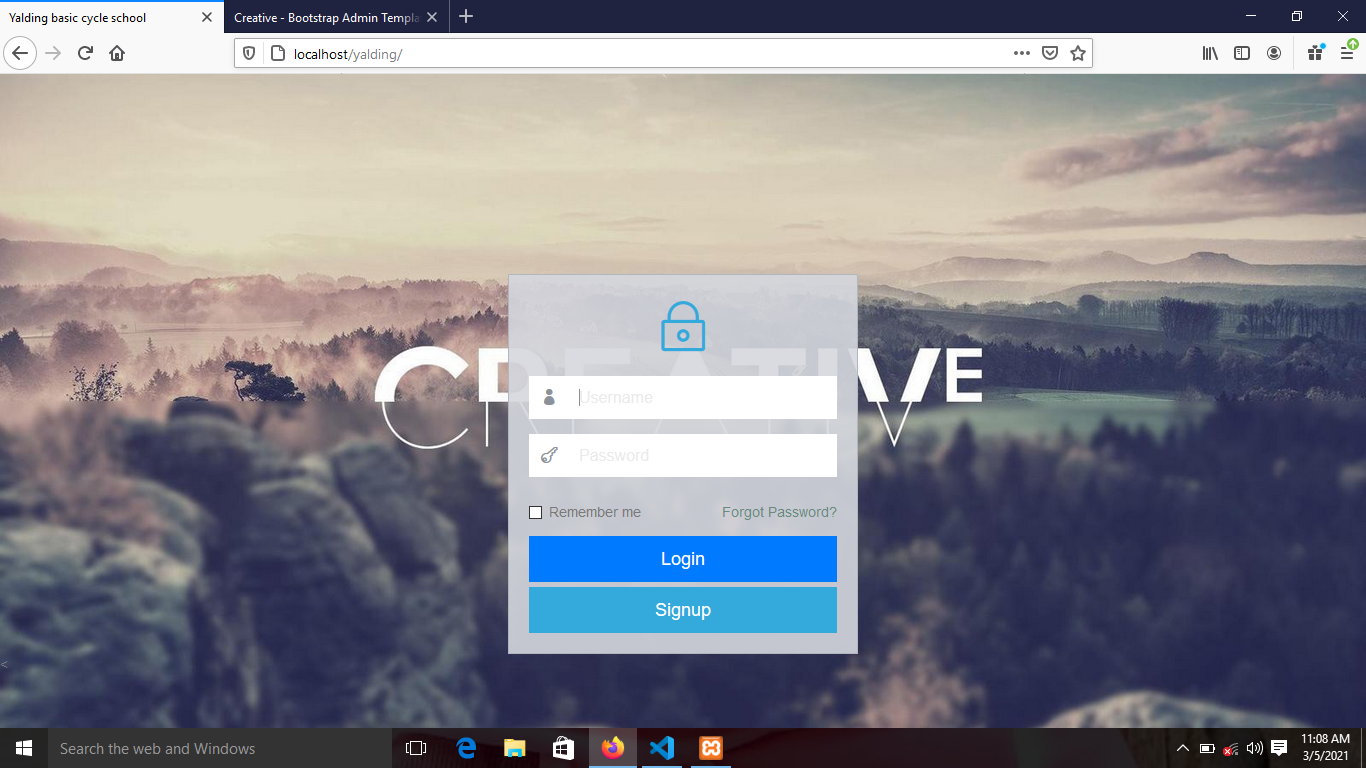 Yalding basic cycle school
Creative - Bootstrap Admin Templa
localhost/yalding/
CREATIVE
Username
Password
Remember me
Forgot Password?
Login
Signup
<
Search the web and Windows
11:08 AM
3/5/2021